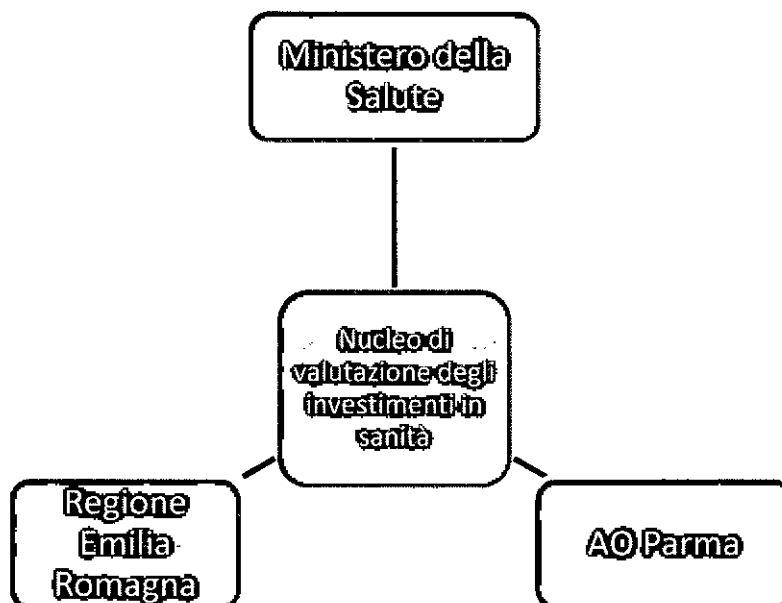 Ministero della
Salute
Nucleo di
valutazione degli
investimenti in
sanità
Regione
Emilia
Romagna
AO Parma